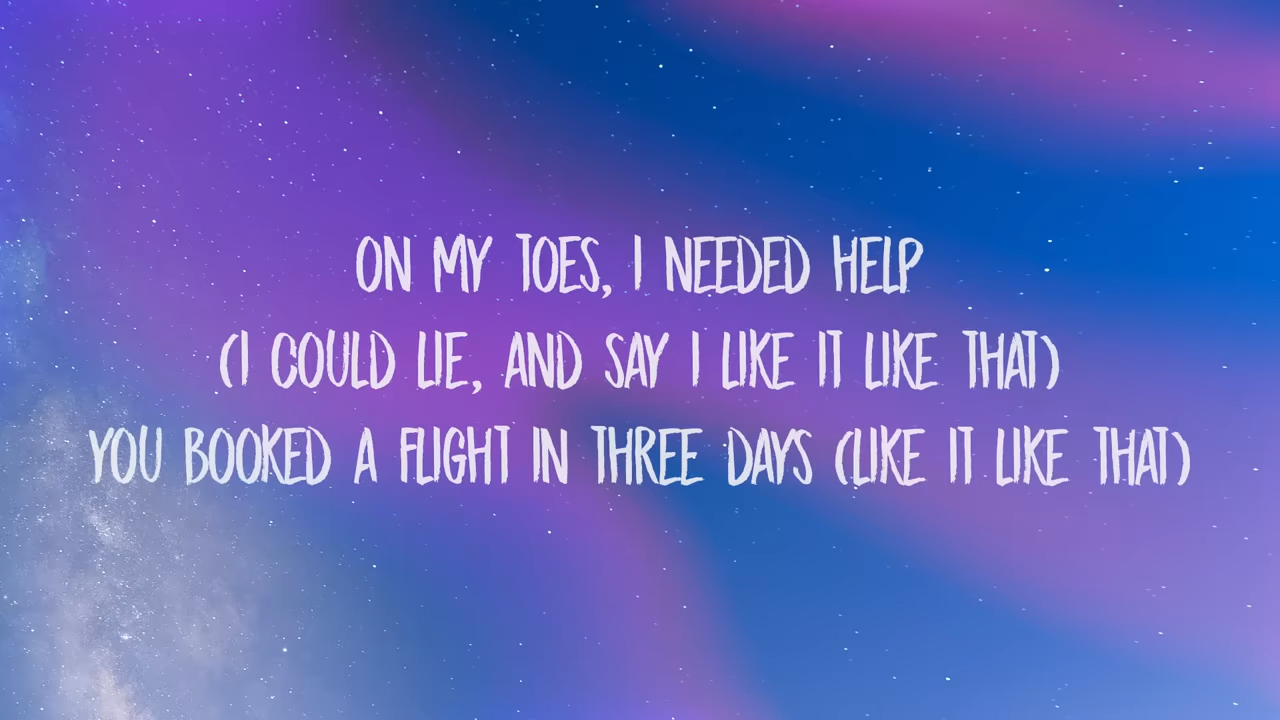 ON MY TOES, I NEEDED HELP
(I COULD LIE, AND SAY I LIKE IT LIKE THAT)
YOU BOOKED A FLIGHT IN THREE DAYS (LIKE IT LIKE THAT)